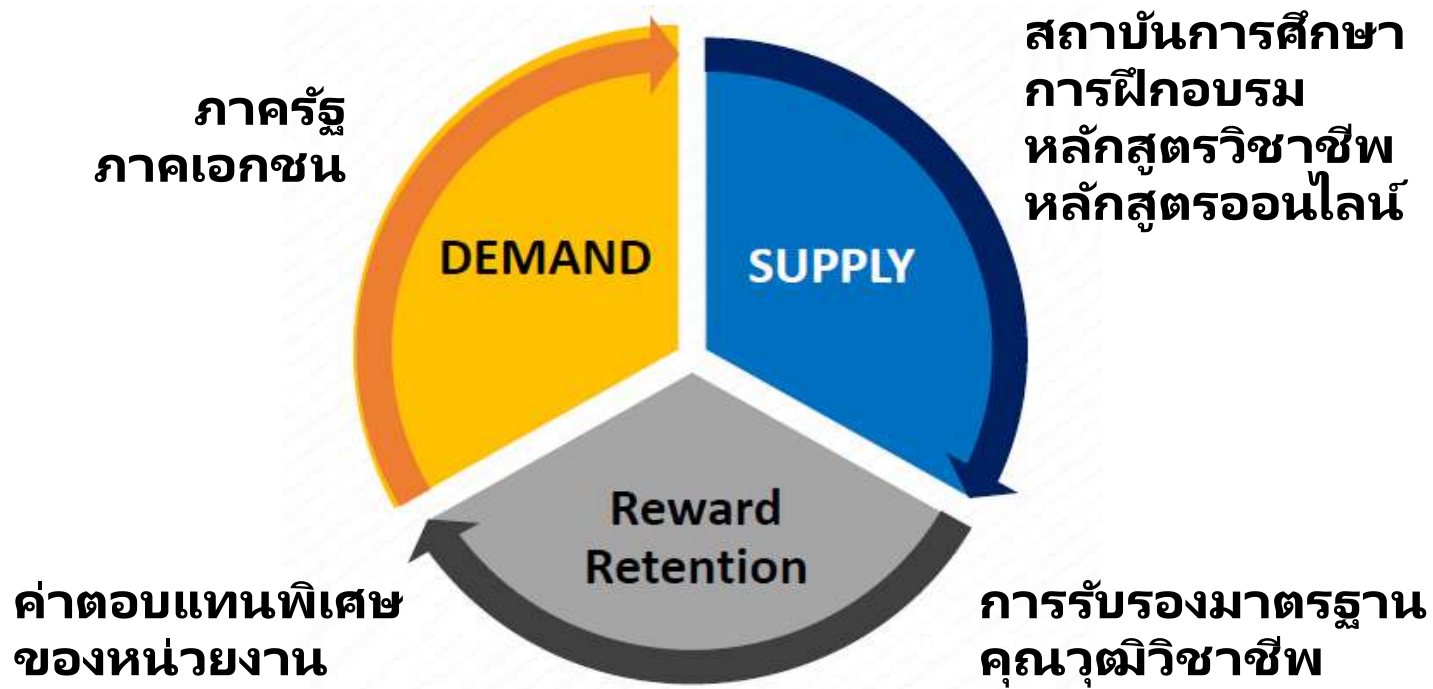 ภาครัฐ
ภาคเอกชน
สถาบันการศึกษา
การฝึกอบรม
หลักสูตรวิชาชีพ
หลักสูตรออนไลน์
DEMAND
SUPPLY
Reward
Retention
ค่าตอบแทนพิเศษ
ของหน่วยงาน
การรับรองมาตรฐาน
คุณวุฒิวิชาชีพ